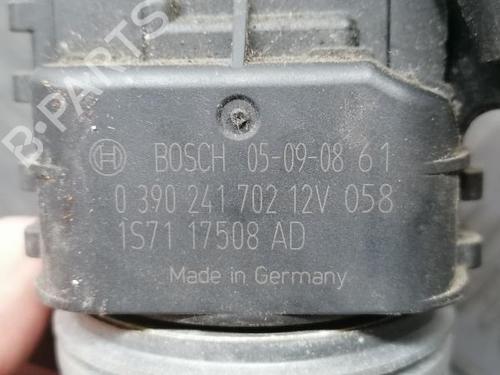 B-PARTS
BOSCH 05-09-08 61
0 390 241 702 12V 058
1S71 17508 AD
Made in Germany